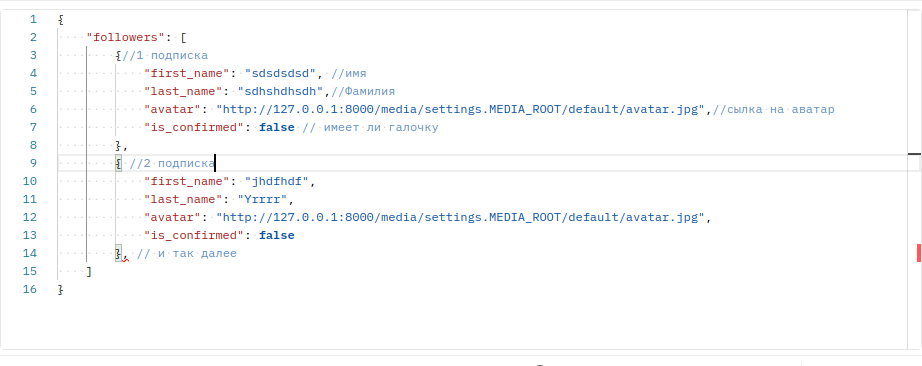 1 {
2 "followers": [
3 {//1 подписка
4 "first_name": "sdsdsdsd", //имя
5 "last_name": "sdhshdhsdh",//Фамилия
6 "avatar": "http://127.0.0.1:8000/media/settings.MEDIA_ROOT/default/avatar.jpg",//сылка на аватар
7 "is_confirmed": false // имеет ли галочку
8 },
9 { //2 подписка
10 "first_name": "jhdfhdf",
11 "last_name": "Yrrrr",
12 "avatar": "http://127.0.0.1:8000/media/settings.MEDIA_ROOT/default/avatar.jpg",
13 "is_confirmed": false
14 }, // и так далее
15 ]
16 }